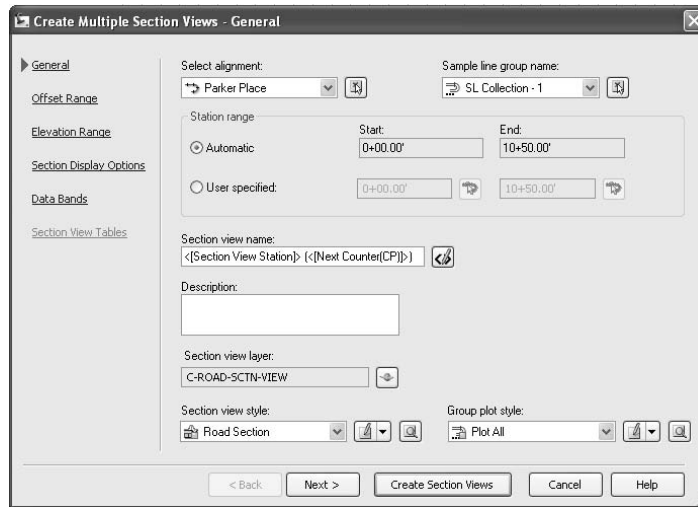 Create Multiple Section Views - General
General
Offset Range
Elevation Range
Section Display Options
Data Bands
Section View Tables
Select alignment:
Sample line group name:
Parker Place
SL Collection - 1
Station range
Start:
End:
Automatic
0+00.00'
10+50.00'
User specified:
0+00.00'
10+50.00'
Section view name:
<[Section View Station]> (<[Next Counter(CP)]>)
Description:
Section view layer:
C-ROAD-SCTN-VIEW
Section view style:
Group plot style:
Road Section
Plot All
< Back
Next >
Create Section Views
Cancel
Help